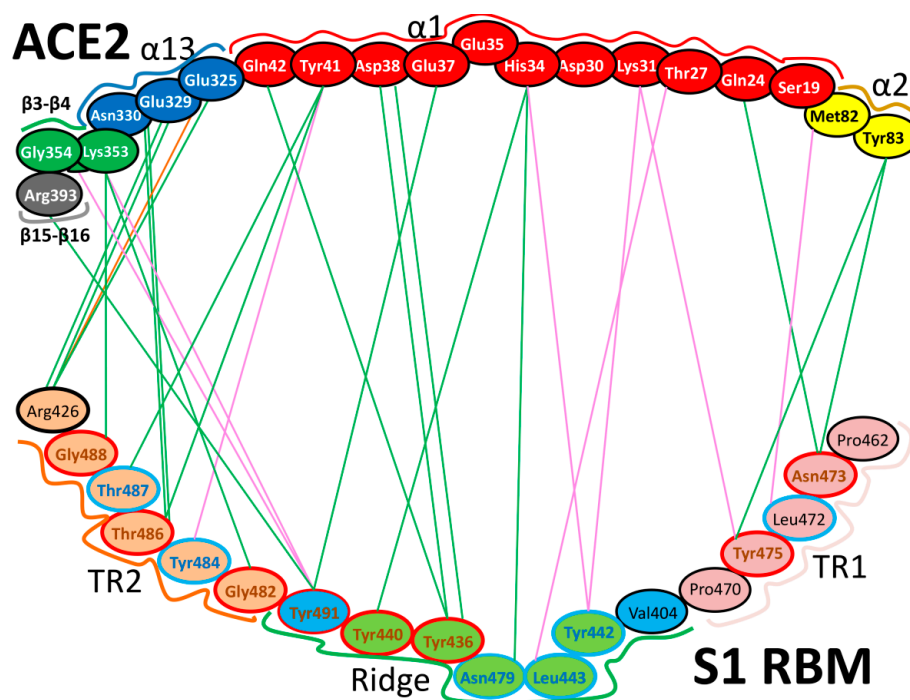 ACE2
α13
α1
α2
β3-β4
β15-β16
Gly354
Lys353
Arg393
Asn330
Glu329
Glu325
Gln42
Tyr41
Asp38
Glu37
Glu35
His34
Asp30
Lys31
Thr27
Gln24
Ser19
Met82
Tyr83
Arg426
Gly488
Thr487
Thr486
Tyr484
Gly482
Tyr491
Tyr440
Tyr436
Asn479
Leu443
Tyr442
Val404
Pro470
Tyr475
Leu472
Asn473
Pro462
TR2
Ridge
TR1
S1 RBM